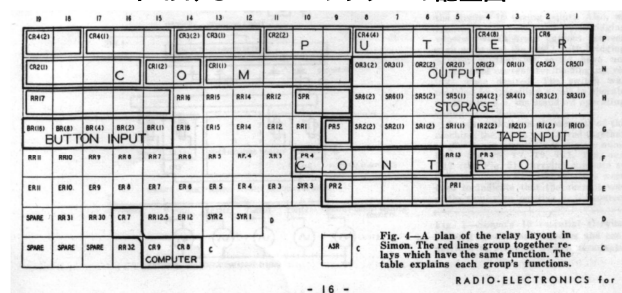 19 18 17 16 15 14 13 12 11 10 9 8 7 6 5 4 3 2 1
CR4(2) CR4(1) CR3(2) CR3(1) CR2(2) P CR4(4) U T CR4(8) E CR6 R P
CR2(1) C CR1(2) O CR1(1) M OR3(2) OR3(1) OR2(2) OR2(1) OR1(2) OR1(1) CR5(2) CR5(1) N
OUTPUT
RR17 RR16 RR15 RR14 RR12 SPR SR6(2) SR6(1) SR5(2) SR5(1) SR4(2) SR4(1) SR3(2) SR3(1) H
STORAGE
BR(16) BR(8) BR(4) BR(2) BR(1) ER16 ER15 ER14 ER12 RR1 PR5 SR2(2) SR2(1) SR1(2) SR1(1) IR2(2) IR2(1) IR1(2) IR1(1) G
BUTTON INPUT TAPE INPUT
RR11 RR10 RR9 RR8 RR7 RR6 RR5 RR4 RR3 PR4 RR13 PR3 F
C O N T R O L
ER11 ER10 ER9 ER8 ER7 ER6 ER5 ER4 ER3 SYR3 PR2 PR1 E
SPARE RR31 RR30 CR7 RR12.5 ER12 SYR2 SYR1 D D
SPARE SPARE SPARE RR32 CR9 CR8 C ASR C C
COMPUTER
Fig. 4—A plan of the relay layout in
Simon. The red lines group together re-
lays which have the same function. The
table explains each group's functions.
RADIO-ELECTRONICS for
- 16 -